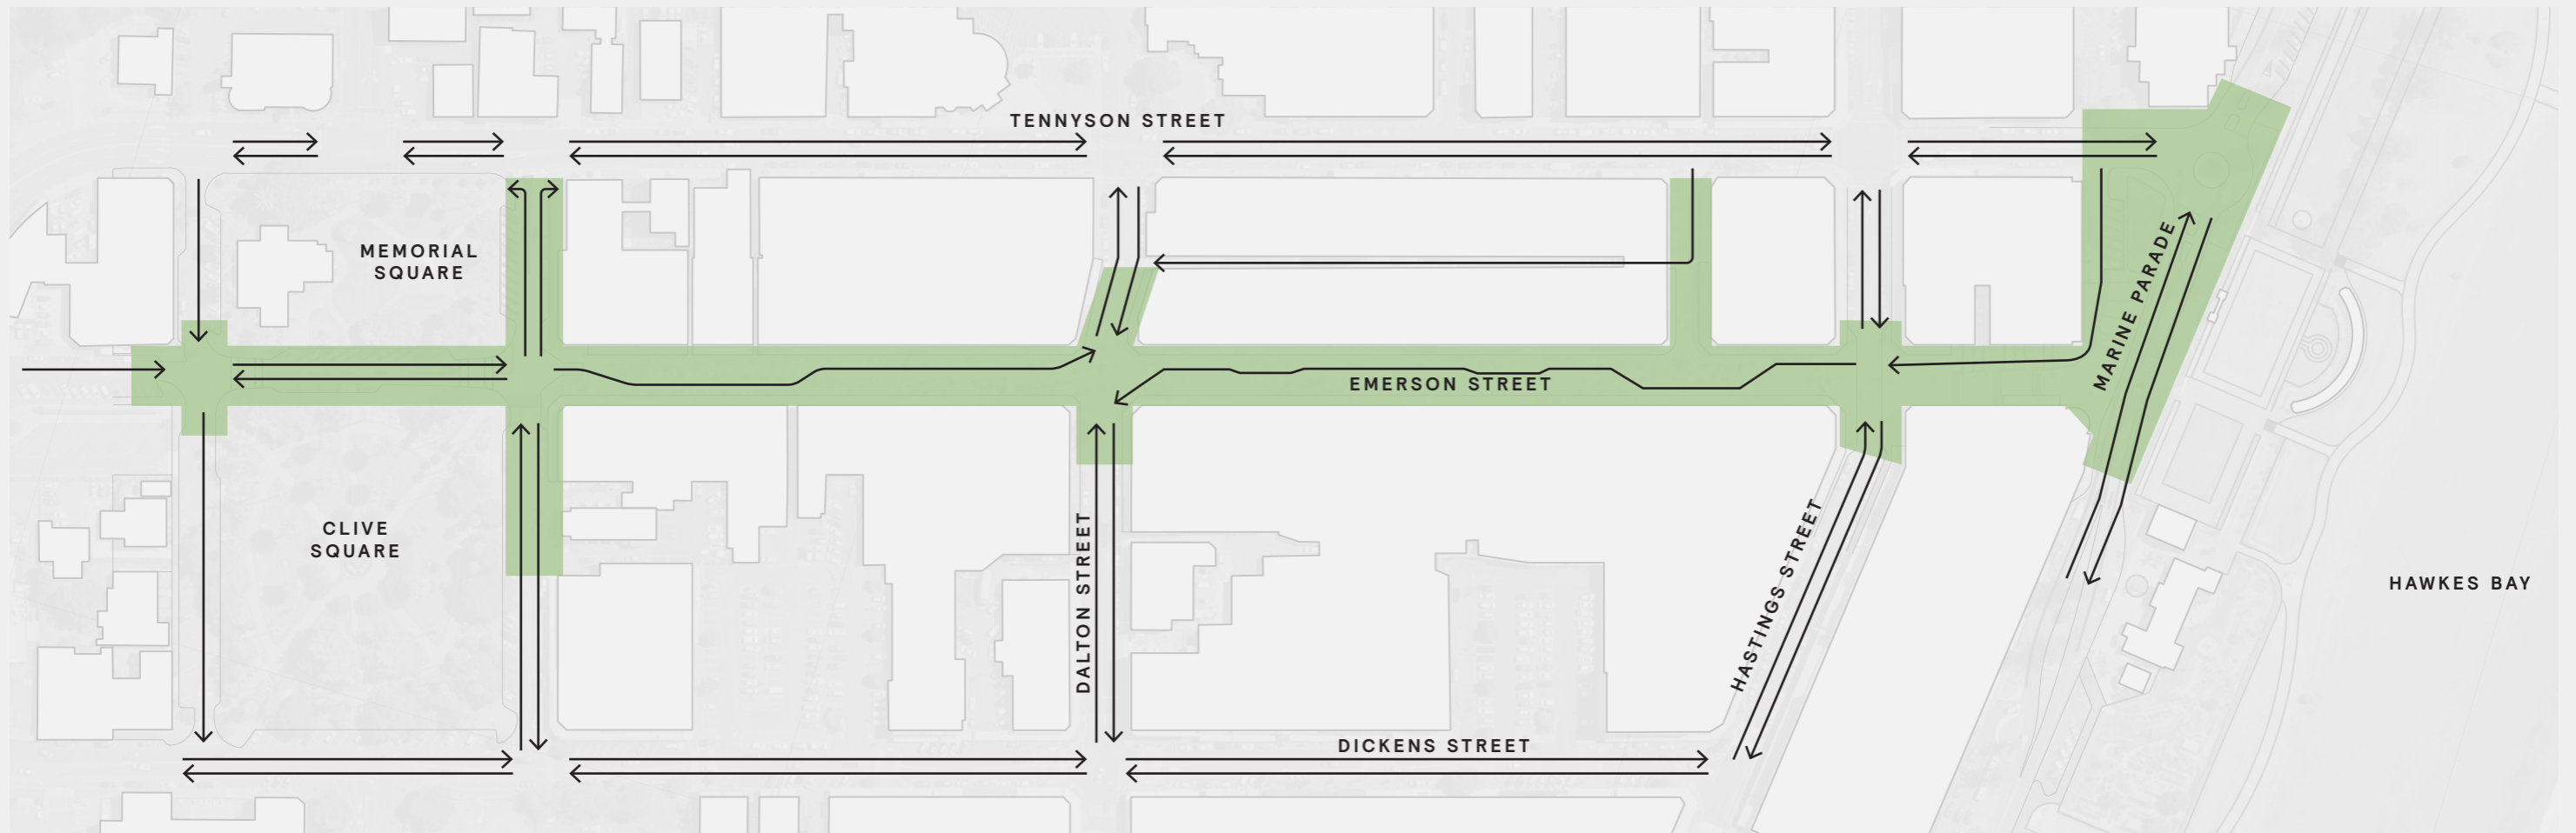 TENNYSON STREET
MEMORIAL
SQUARE
MARINE PARADE
EMERSON STREET
CLIVE
SQUARE
DALTON STREET
HASTINGS STREET
HAWKES BAY
DICKENS STREET